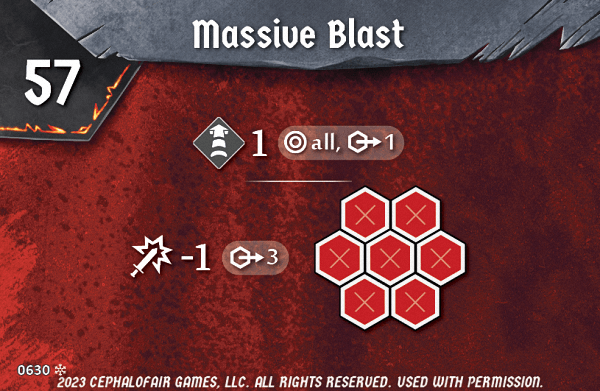 Massive Blast
57
1 all, 1
-1 3
0630
2023 CEPHALOFAIR GAMES, LLC. ALL RIGHTS RESERVED. USED WITH PERMISSION.